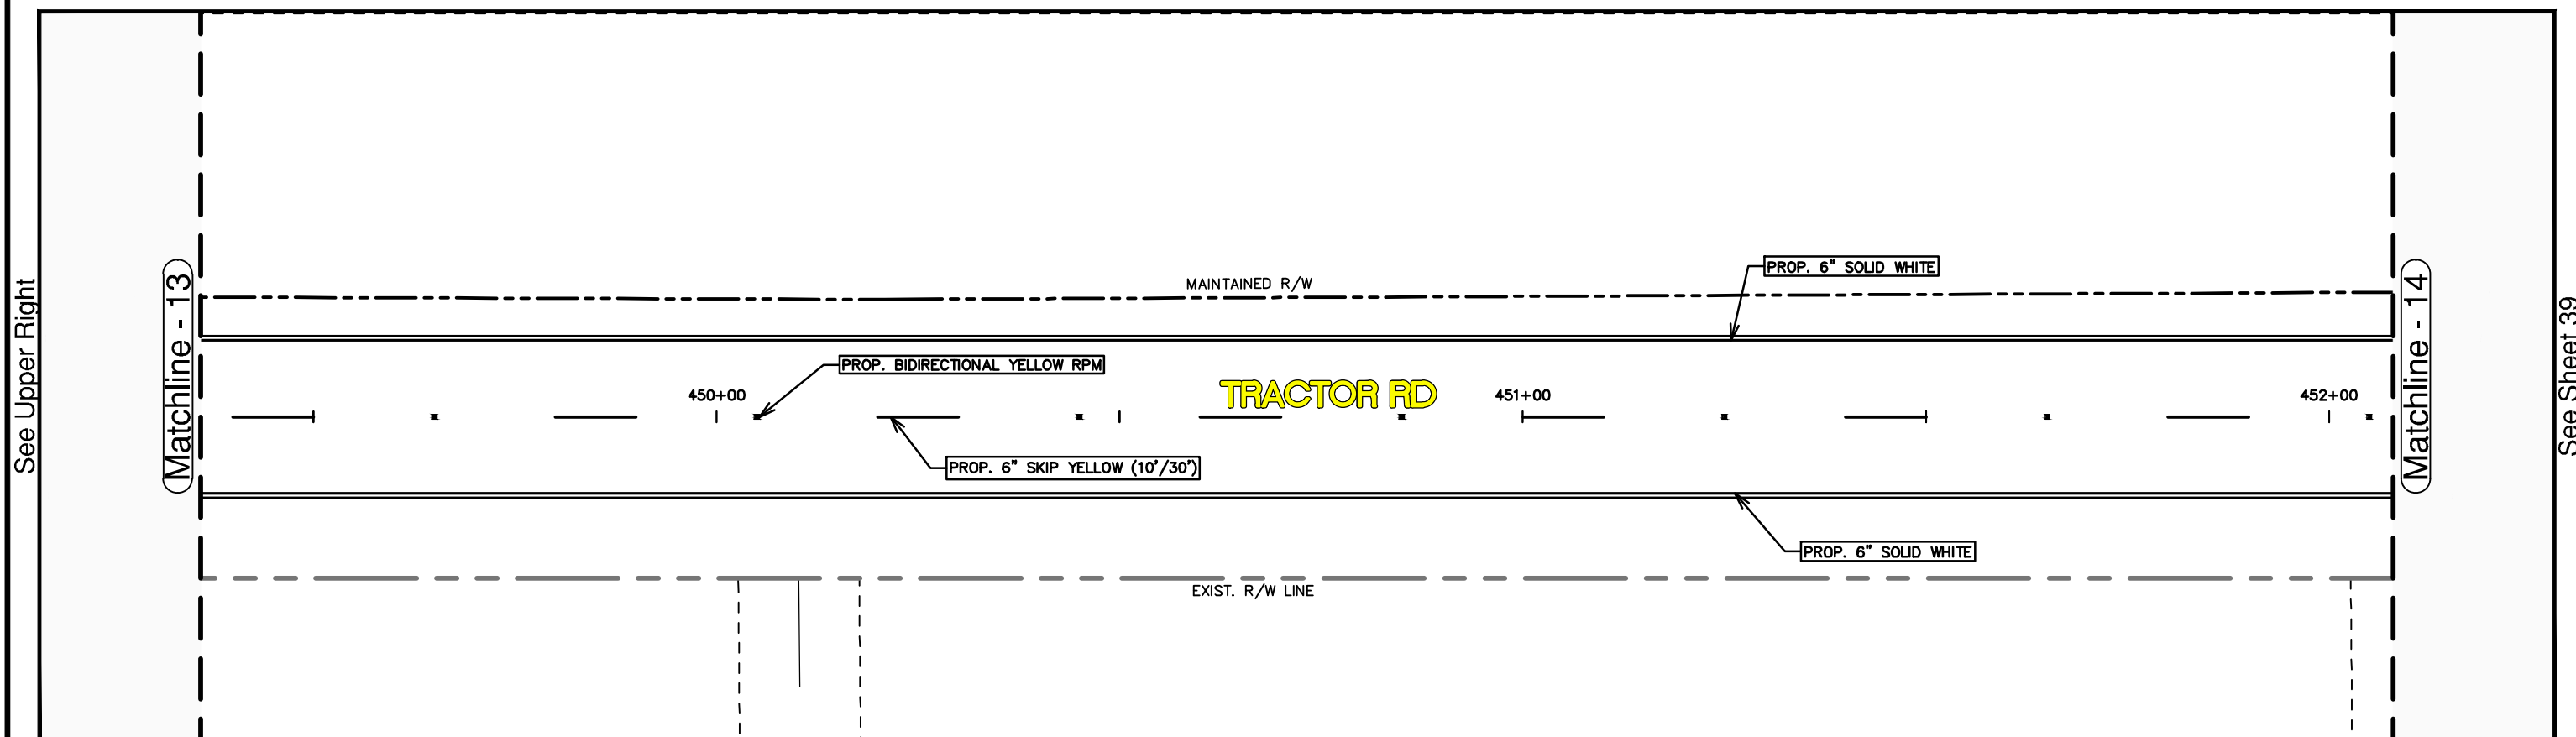 See Upper Right
Matchline - 13
MAINTAINED R/W
PROP. 6" SOLID WHITE
PROP. BIDIRECTIONAL YELLOW RPM
450+00
TRACTOR RD
451+00
452+00
PROP. 6" SKIP YELLOW (10'/30')
PROP. 6" SOLID WHITE
EXIST. R/W LINE
Matchline - 14
See Sheet 39